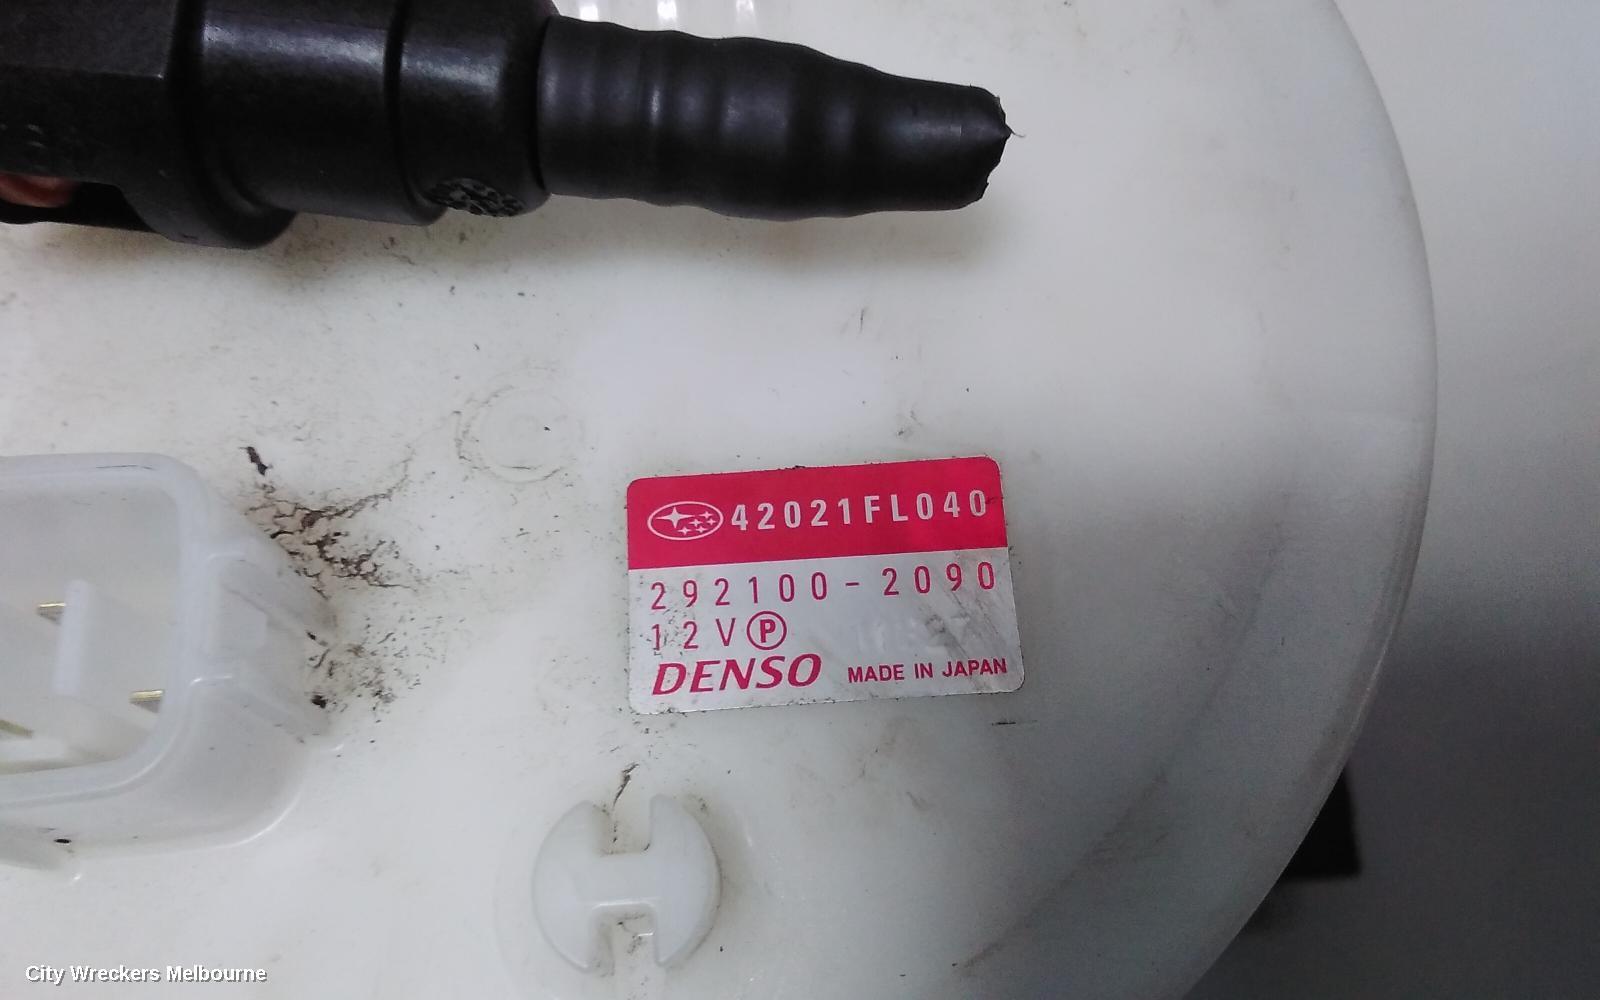 42021FL040
292100-2090
12V Ⓟ
DENSO MADE IN JAPAN
City Wreckers Melbourne